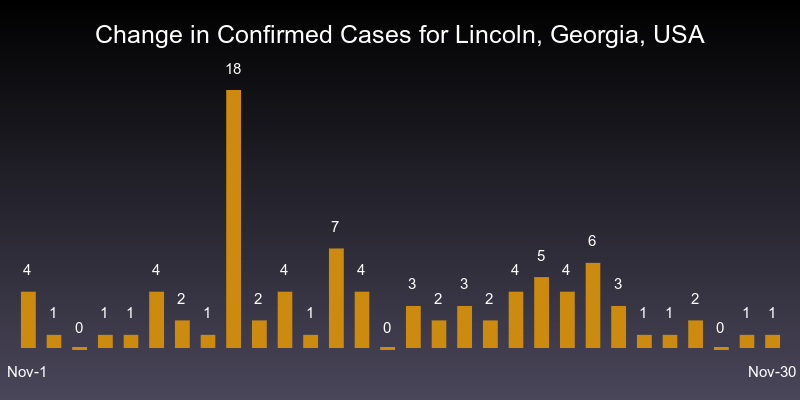 Change in Confirmed Cases for Lincoln, Georgia, USA
4 1 0 1 1 4 2 1 18 2 4 1 7 4 0 3 2 3 2 4 5 4 6 3 1 1 2 0 1 1
Nov-1 Nov-30